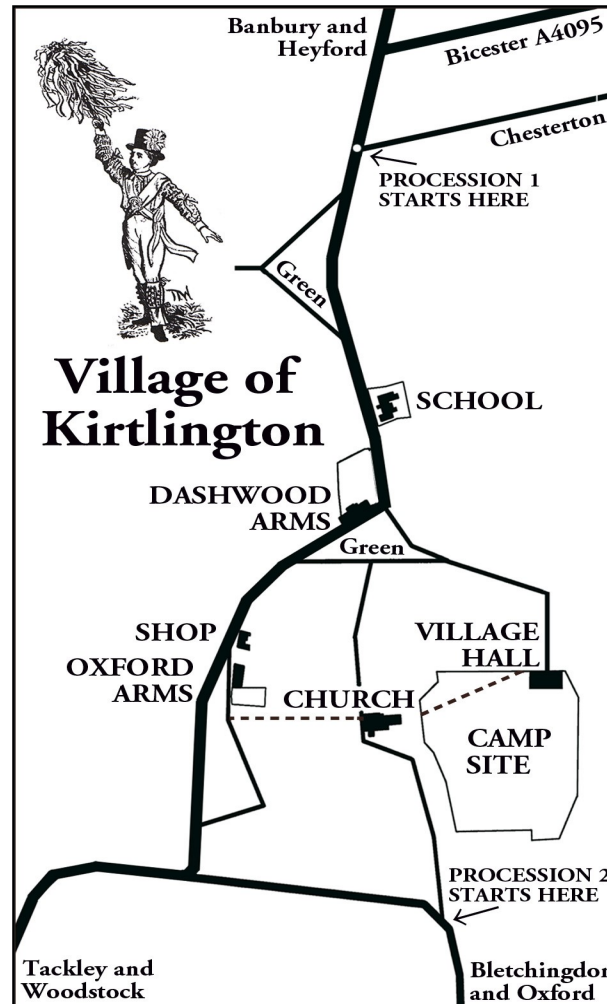 Banbury and
Heyford
Bicester A4095
Chesterton
PROCESSION 1
STARTS HERE
Green
Village of
Kirtlington
SCHOOL
DASHWOOD
ARMS
Green
SHOP
OXFORD
ARMS
VILLAGE
HALL
CHURCH
CAMP
SITE
PROCESSION 2
STARTS HERE
Tackley and
Woodstock
Bletchingdon
and Oxford